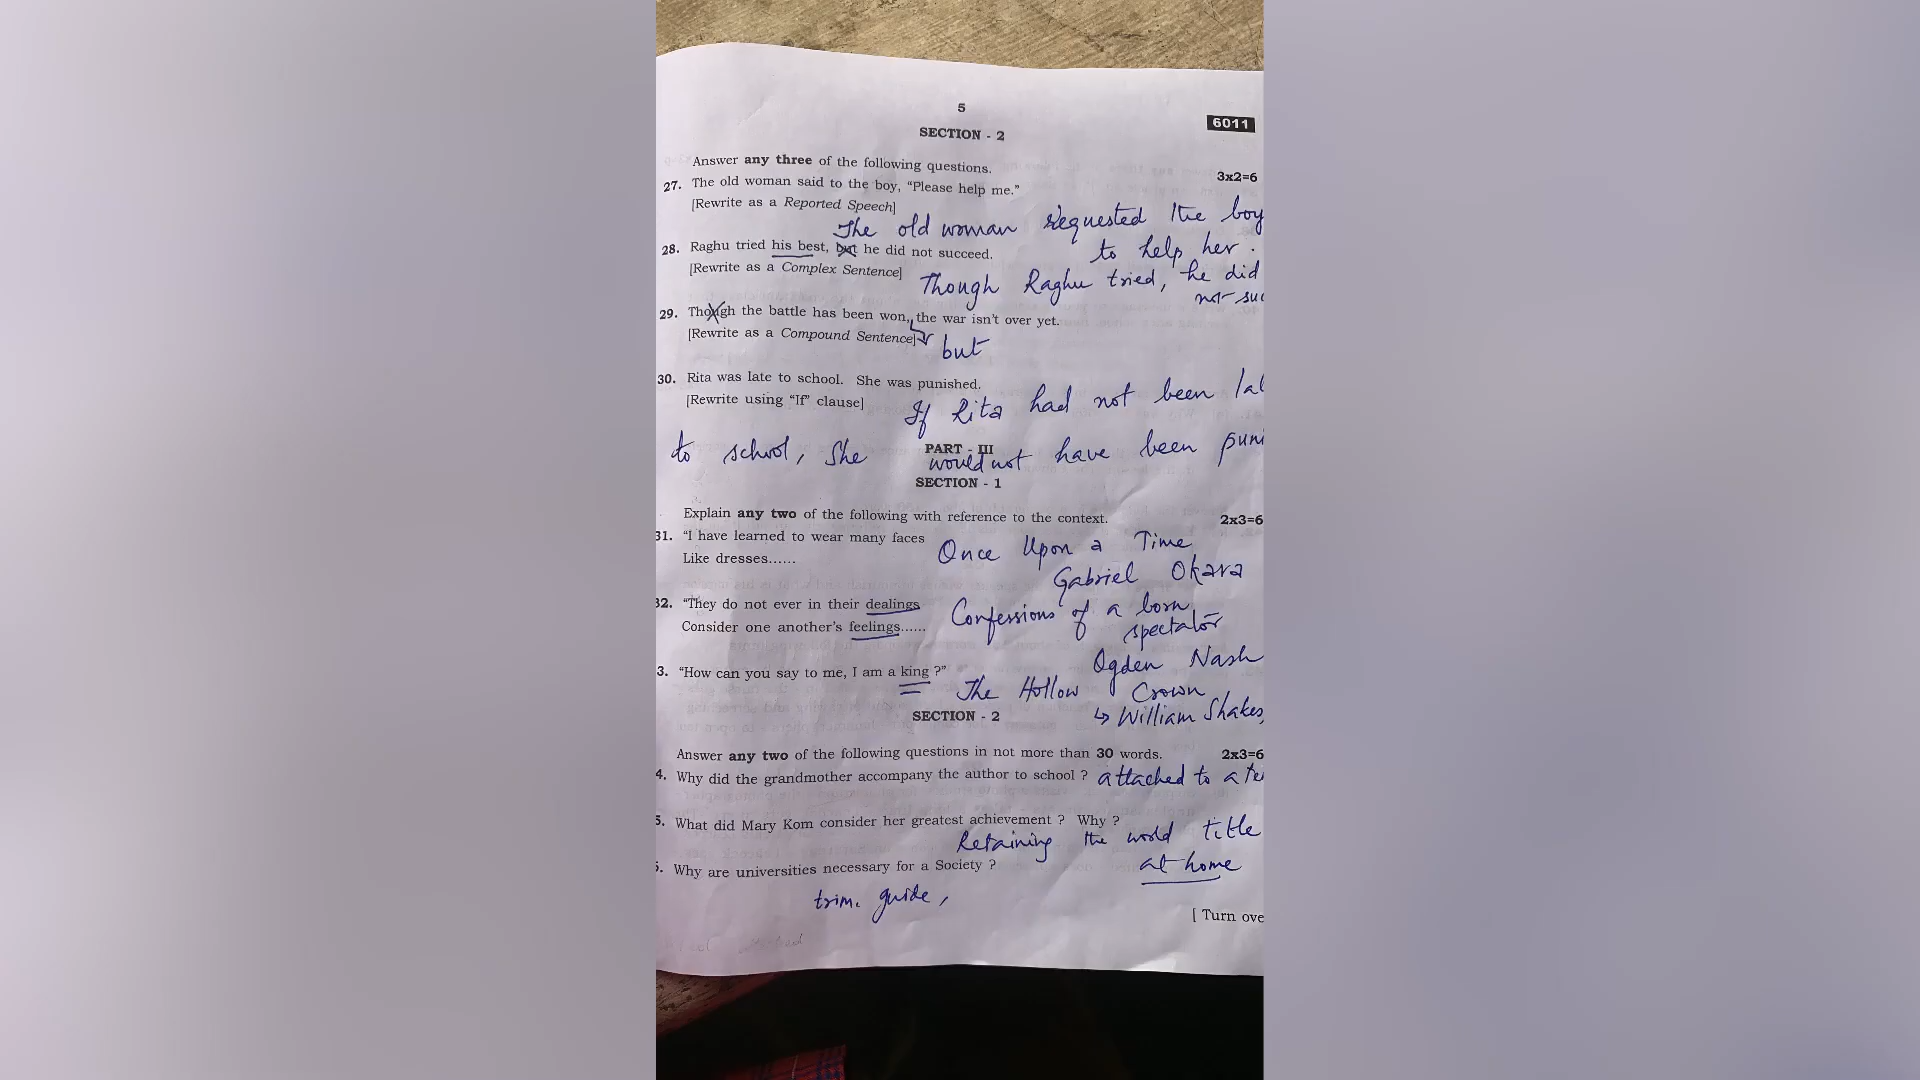 5
6011
SECTION - 2
Answer any three of the following questions.
3x2=6
27. The old woman said to the boy, “Please help me.”
[Rewrite as a Reported Speech]
The old woman requested the boy
to help her.
28. Raghu tried his best, but he did not succeed.
[Rewrite as a Complex Sentence]
Though Raghu tried, he did
not suc
29. Though the battle has been won, the war isn't over yet.
[Rewrite as a Compound Sentence]
but
30. Rita was late to school. She was punished.
[Rewrite using “If” clause]
If Rita had not been la
to school, she would not have been puni
PART - III
SECTION - 1
Explain any two of the following with reference to the context.
2x3=6
31. “I have learned to wear many faces
Like dresses......
Once Upon a Time
Gabriel Okara
32. “They do not ever in their dealings
Consider one another's feelings......
Confessions of a born
spectator
Ogden Nash
3. “How can you say to me, I am a king ?”
The Hollow Crown
↳ William Shakes
SECTION - 2
Answer any two of the following questions in not more than 30 words.
2x3=6
4. Why did the grandmother accompany the author to school ?
attached to a te
5. What did Mary Kom consider her greatest achievement ? Why ?
Retaining the world title
at home
Why are universities necessary for a Society ?
trim. guide,
[ Turn ove